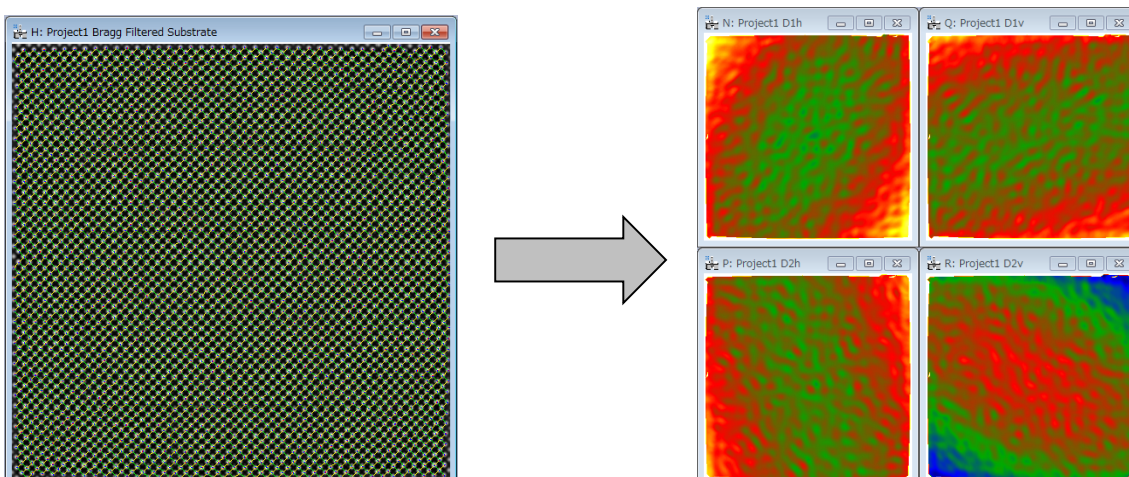 H: Project1 Bragg Filtered Substrate
N: Project1 D1h
Q: Project1 D1v
P: Project1 D2h
R: Project1 D2v